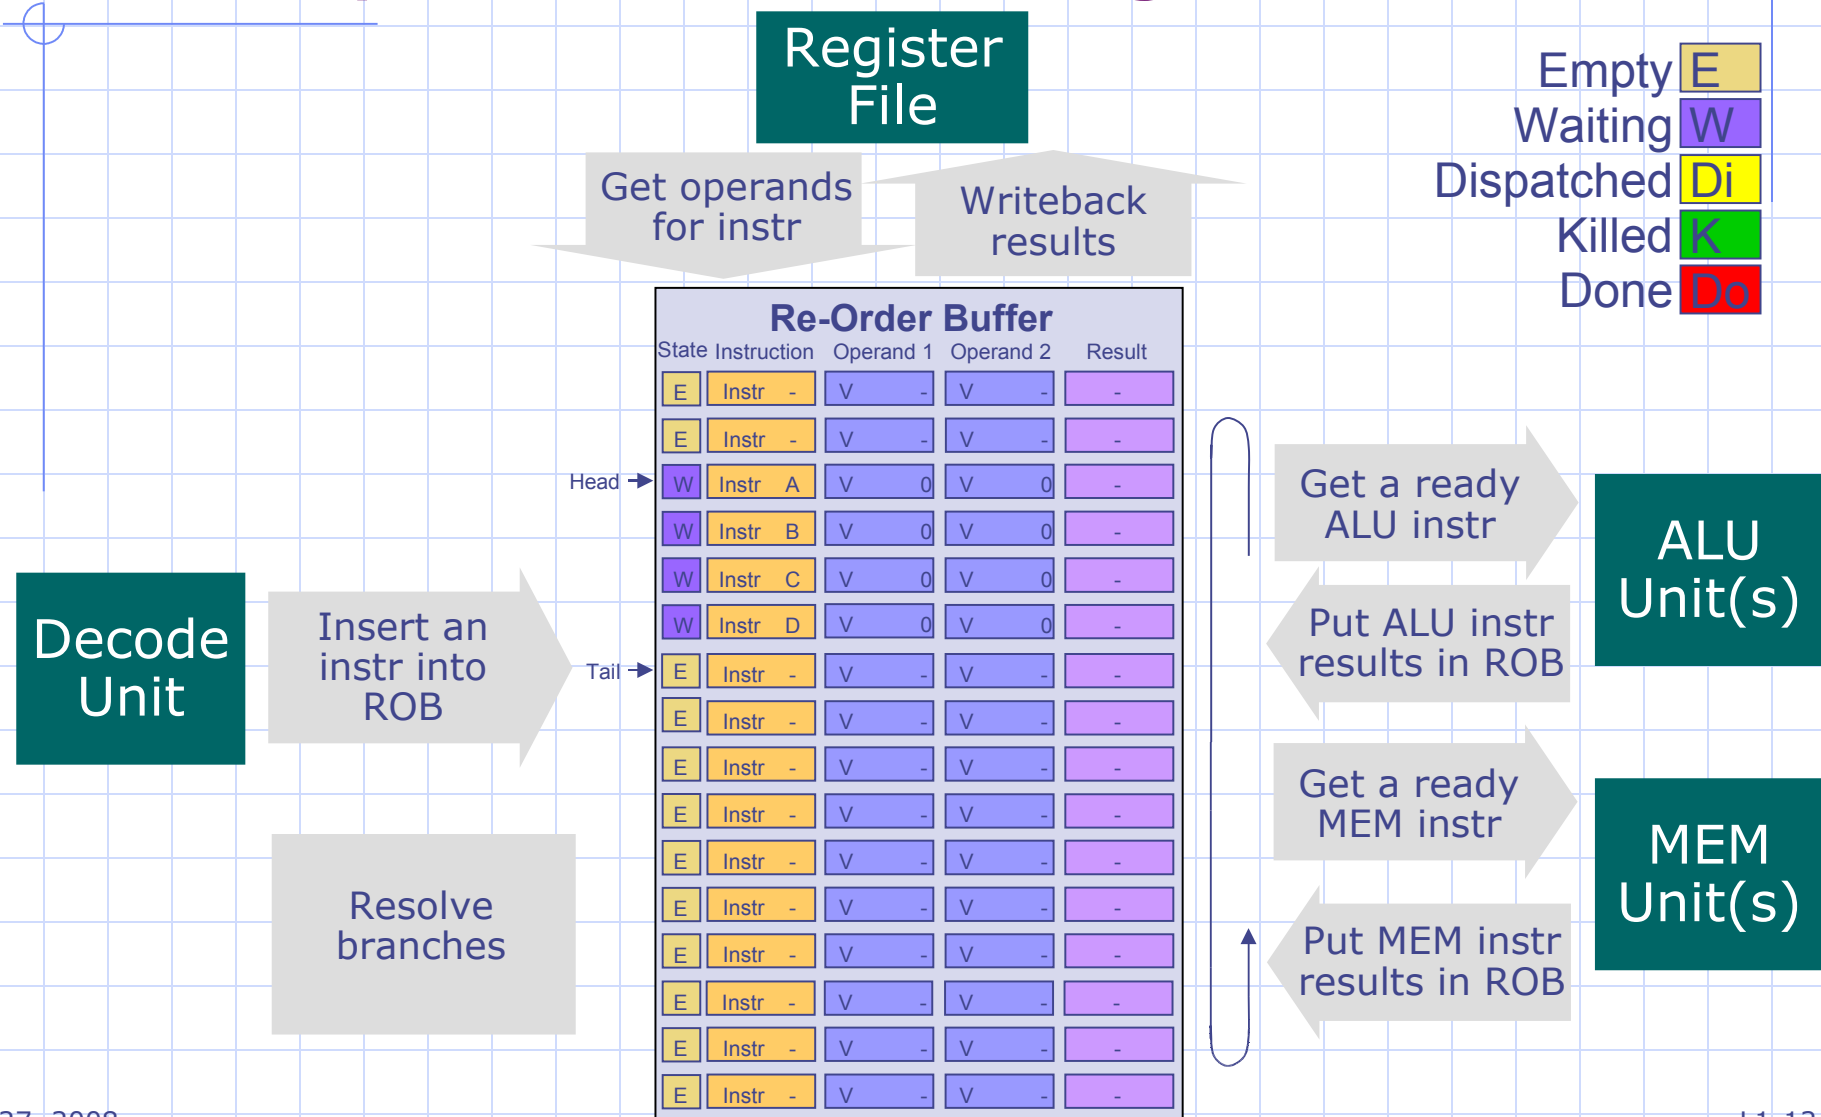 Register
File
Empty E
Waiting W
Dispatched Di
Killed K
Done Do
Get operands
for instr
Writeback
results
Re-Order Buffer
State Instruction Operand 1 Operand 2 Result
E Instr - V - V - -
E Instr - V - V - -
Head W Instr A V 0 V 0 -
W Instr B V 0 V 0 -
W Instr C V 0 V 0 -
W Instr D V 0 V 0 -
Tail E Instr - V - V - -
E Instr - V - V - -
E Instr - V - V - -
E Instr - V - V - -
E Instr - V - V - -
E Instr - V - V - -
E Instr - V - V - -
E Instr - V - V - -
E Instr - V - V - -
E Instr - V - V - -
Decode
Unit
Insert an
instr into
ROB
Resolve
branches
Get a ready
ALU instr
Put ALU instr
results in ROB
ALU
Unit(s)
Get a ready
MEM instr
Put MEM instr
results in ROB
MEM
Unit(s)